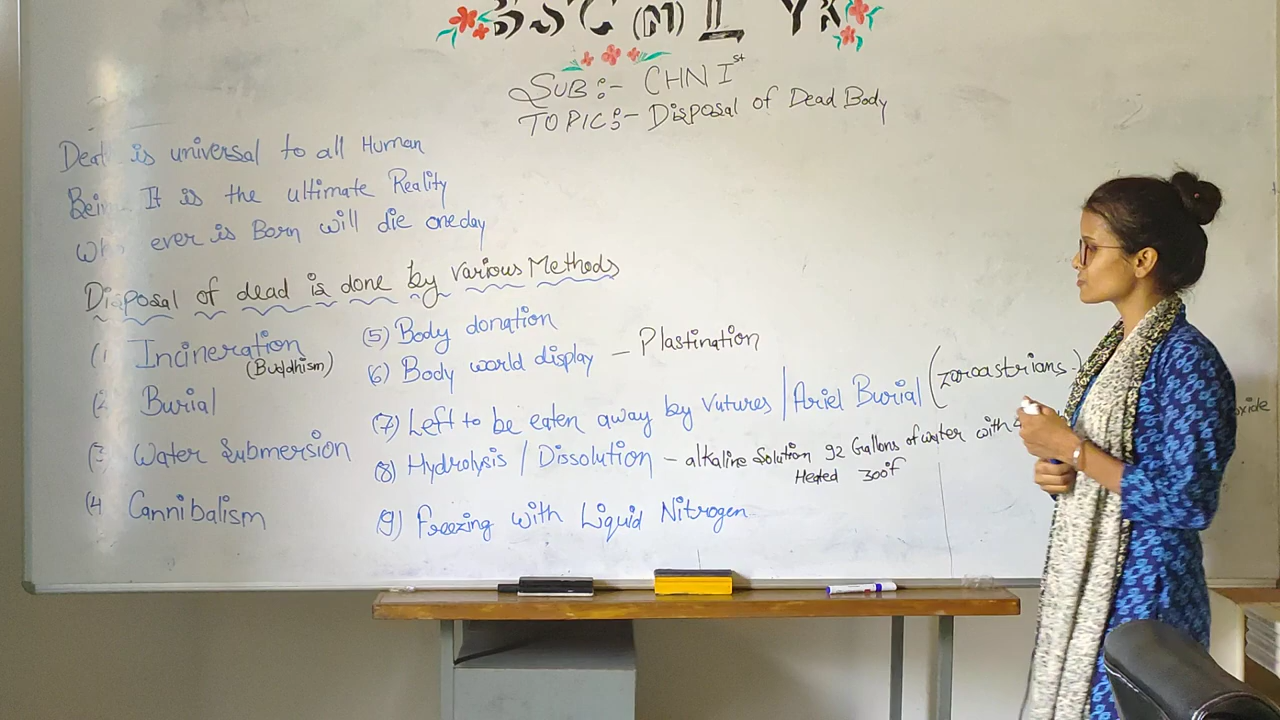 (M) I YR
SUB:- CHN Ist
TOPIC:- Disposal of Dead Body
Death is universal to all Human
Being It is the ultimate Reality
Who ever is Born will die oneday
Disposal of dead is done by various Methods
(1) Incineration
(Buddhism)
(2) Burial
(3) Water Submersion
(4) Cannibalism
(5) Body donation
(6) Body world display – Plastination
(7) Left to be eaten away by vutures / Ariel Burial (Zoroastrians.)
(8) Hydrolysis / Dissolution – alkaline Solution 92 Gallons of water with
oxide
Heated 300°F
(9) Freezing with Liquid Nitrogen